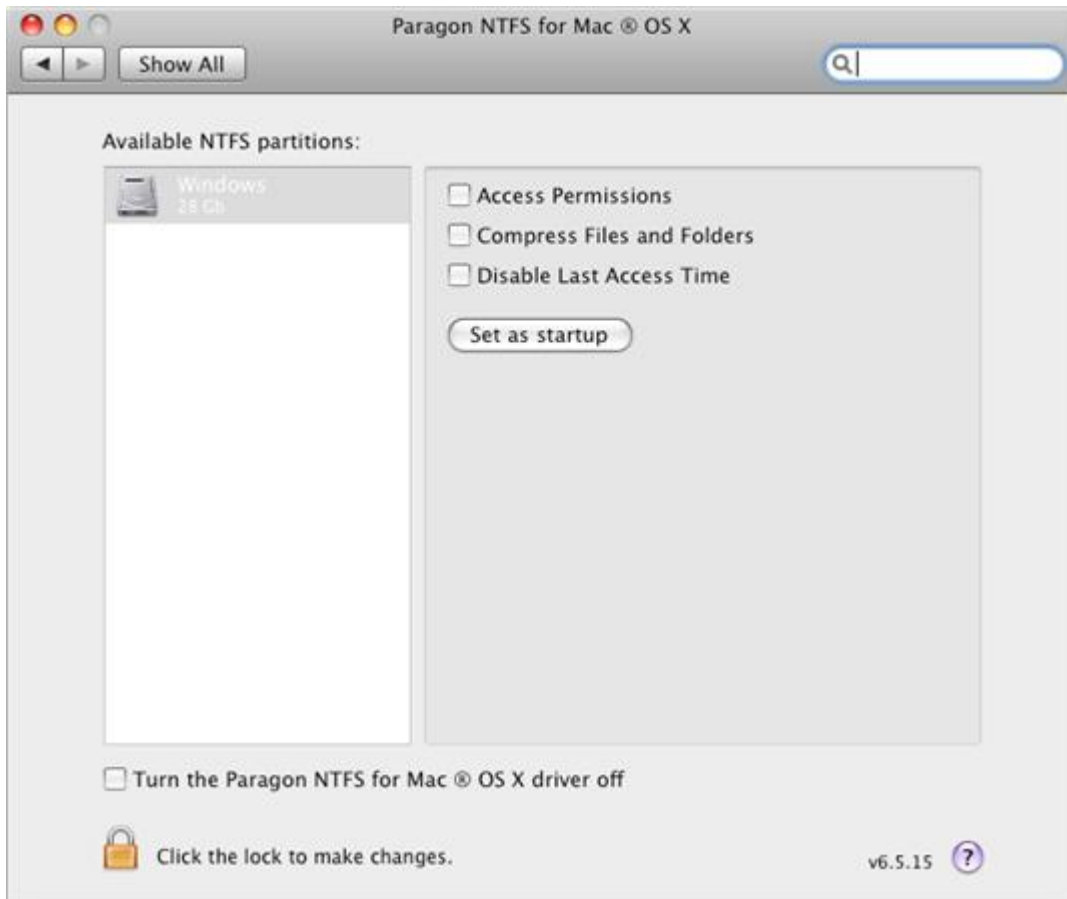 Paragon NTFS for Mac ® OS X
Show All
Available NTFS partitions:
Windows
28 Gb
Access Permissions
Compress Files and Folders
Disable Last Access Time
Set as startup
Turn the Paragon NTFS for Mac ® OS X driver off
Click the lock to make changes.
v6.5.15 ?